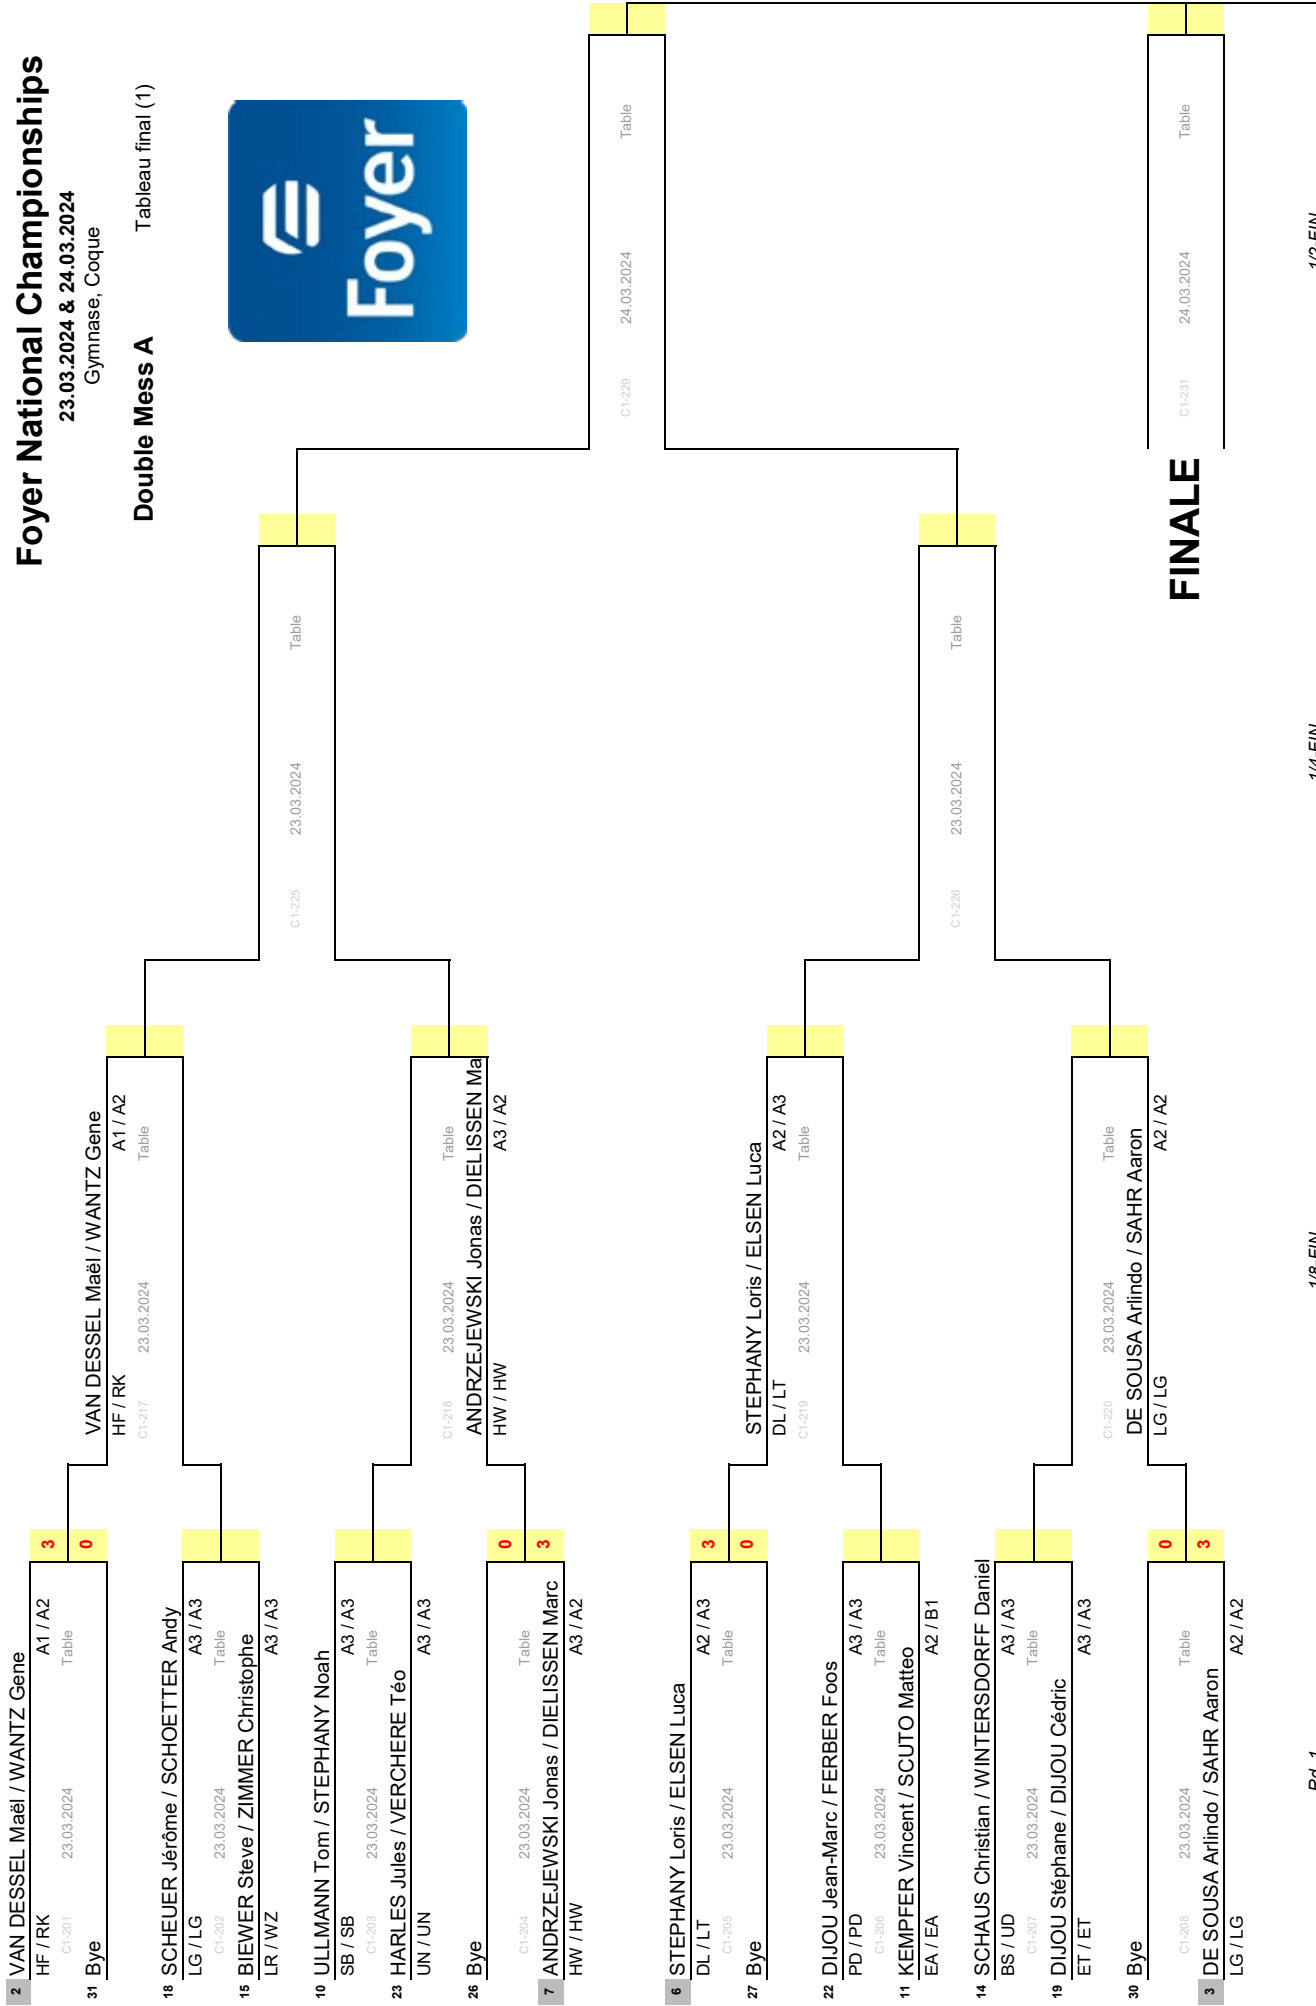 Foyer National Championships
23.03.2024 & 24.03.2024
Gymnase, Coque
Double Mess A
Tableau final (1)
Foyer
2 VAN DESSEL Maël / WANTZ Gene
HF / RK A1 / A2
C1-201 23.03.2024 Table
3
0
31 Bye
18 SCHEUER Jérôme / SCHOETTER Andy
LG / LG A3 / A3
C1-202 23.03.2024 Table
15 BIEWER Steve / ZIMMER Christophe
LR / WZ A3 / A3
10 ULLMANN Tom / STEPHANY Noah
SB / SB A3 / A3
C1-203 23.03.2024 Table
23 HARLES Jules / VERCHERE Téo
UN / UN A3 / A3
26 Bye
C1-204 23.03.2024 Table
0
3
7 ANDRZEJEWSKI Jonas / DIELISSEN Marc
HW / HW A3 / A2
6 STEPHANY Loris / ELSEN Luca
DL / LT A2 / A3
C1-205 23.03.2024 Table
3
0
27 Bye
22 DIJOU Jean-Marc / FERBER Foos
PD / PD A3 / A3
C1-206 23.03.2024 Table
11 KEMPFER Vincent / SCUTO Matteo
EA / EA A2 / B1
14 SCHAUS Christian / WINTERSDORFF Daniel
BS / UD A3 / A3
C1-207 23.03.2024 Table
19 DIJOU Stéphane / DIJOU Cédric
ET / ET A3 / A3
30 Bye
C1-208 23.03.2024 Table
0
3
3 DE SOUSA Arlindo / SAHR Aaron
LG / LG A2 / A2
Rd. 1
VAN DESSEL Maël / WANTZ Gene
HF / RK A1 / A2
C1-217 23.03.2024 Table
C1-218 23.03.2024 Table
ANDRZEJEWSKI Jonas / DIELISSEN Ma
HW / HW A3 / A2
STEPHANY Loris / ELSEN Luca
DL / LT A2 / A3
C1-219 23.03.2024 Table
C1-220 23.03.2024 Table
DE SOUSA Arlindo / SAHR Aaron
LG / LG A2 / A2
1/8-FIN
C1-225 23.03.2024 Table
C1-226 23.03.2024 Table
1/4-FIN
C1-229 24.03.2024 Table
FINALE
C1-231 24.03.2024 Table
1/2-FIN